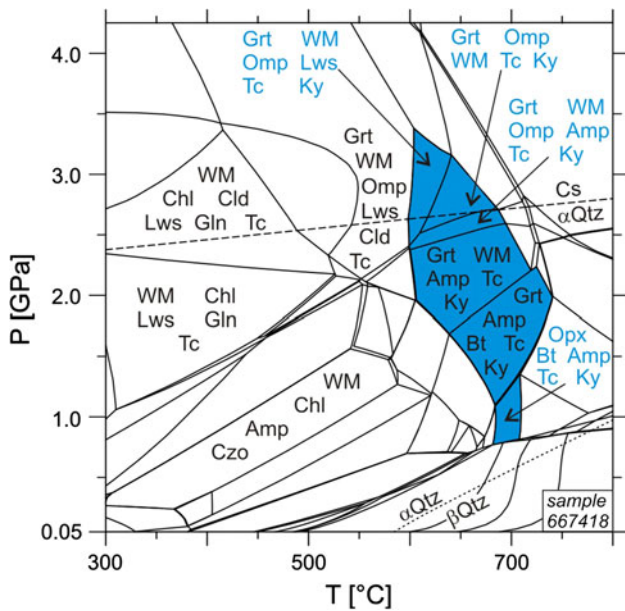 4.0
3.0
2.0
1.0
0.05
P [GPa]
300
500
700
T [°C]
Grt WM
Omp Lws
Tc Ky
Grt Omp
WM Tc Ky
Grt WM
Omp Amp
Tc Ky
Grt
WM
Omp
Lws
Cld
Tc
WM
Chl Cld
Lws Gln Tc
Cs
αQtz
WM Chl
Lws Gln
Tc
Grt WM
Amp Tc
Ky
Grt
Amp
Bt Tc
Ky
Opx
Bt Amp
Tc Ky
WM
Chl
Amp
Czo
αQtz
βQtz
sample
667418